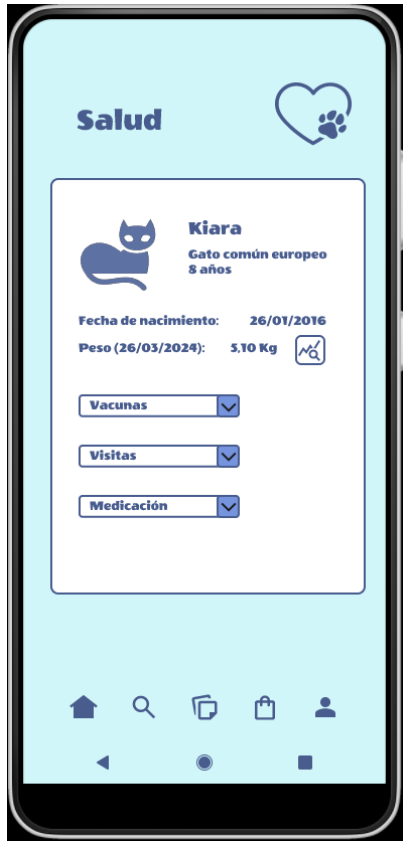 Salud
Kiara
Gato común europeo
8 años
Fecha de nacimiento: 26/01/2016
Peso (26/03/2024): 5,10 Kg
Vacunas
Visitas
Medicación